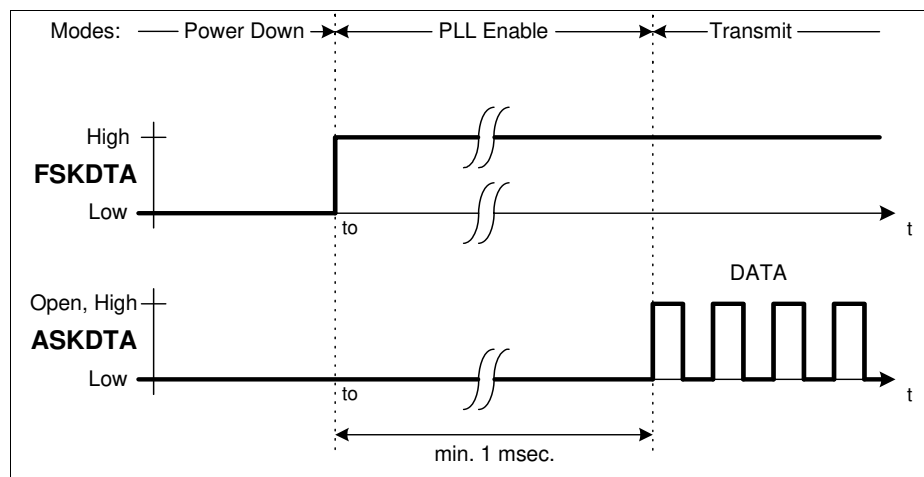 Modes: Power Down PLL Enable Transmit
High
FSKDTA
Low
to
t
DATA
Open, High
ASKDTA
Low
to
t
min. 1 msec.